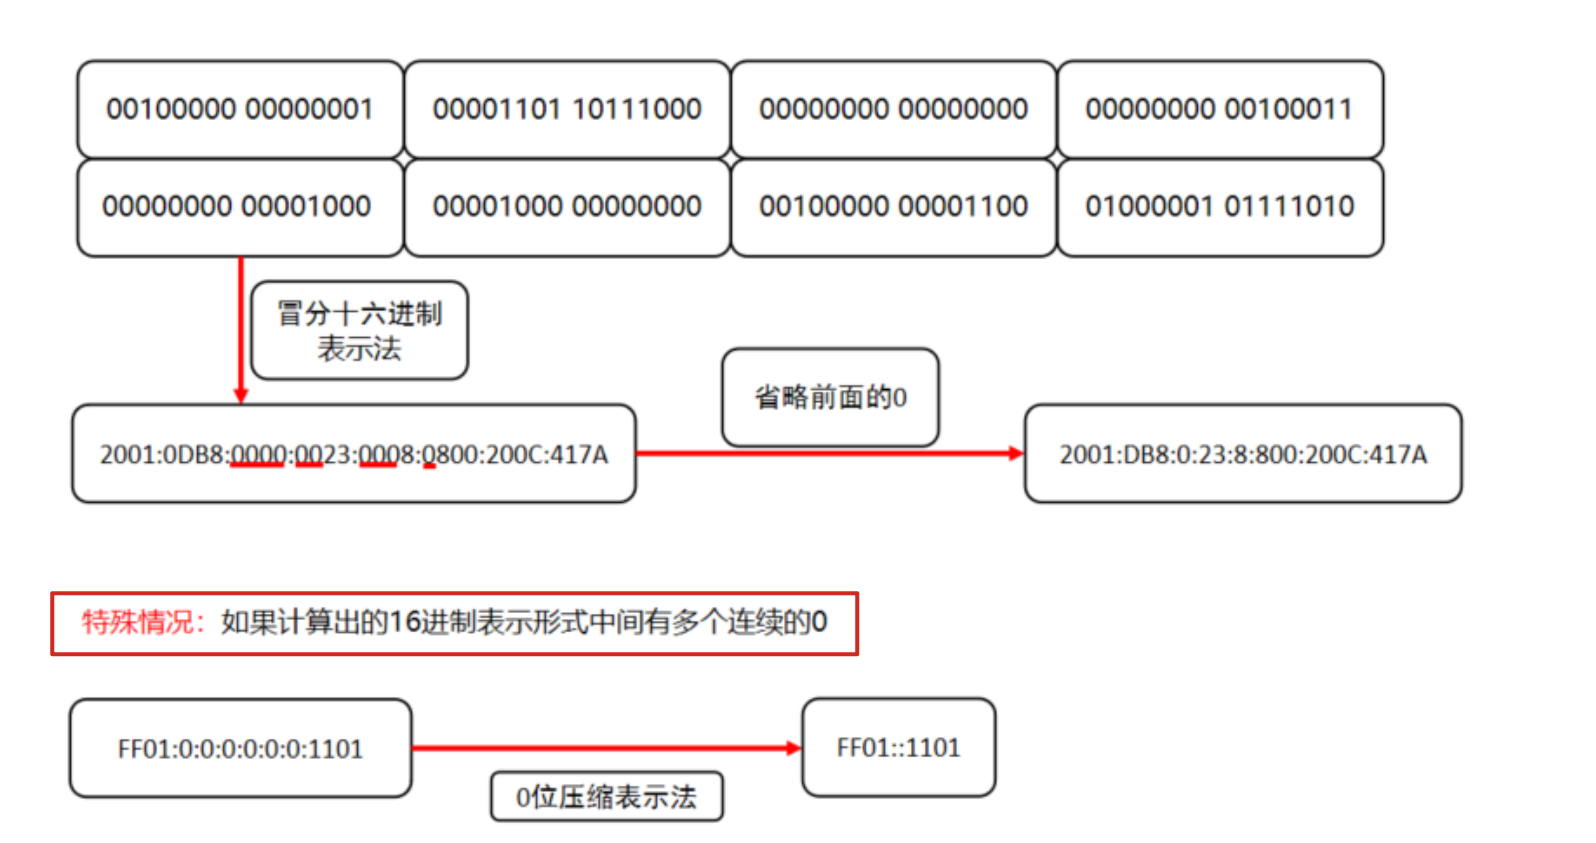 00100000 00000001
00001101 10111000
00000000 00000000
00000000 00100011
00000000 00001000
00001000 00000000
00100000 00001100
01000001 01111010
冒分十六进制
表示法
省略前面的0
2001:0DB8:0000:0023:0008:0800:200C:417A
2001:DB8:0:23:8:800:200C:417A
特殊情况：如果计算出的16进制表示形式中间有多个连续的0
FF01:0:0:0:0:0:0:1101
FF01::1101
0位压缩表示法